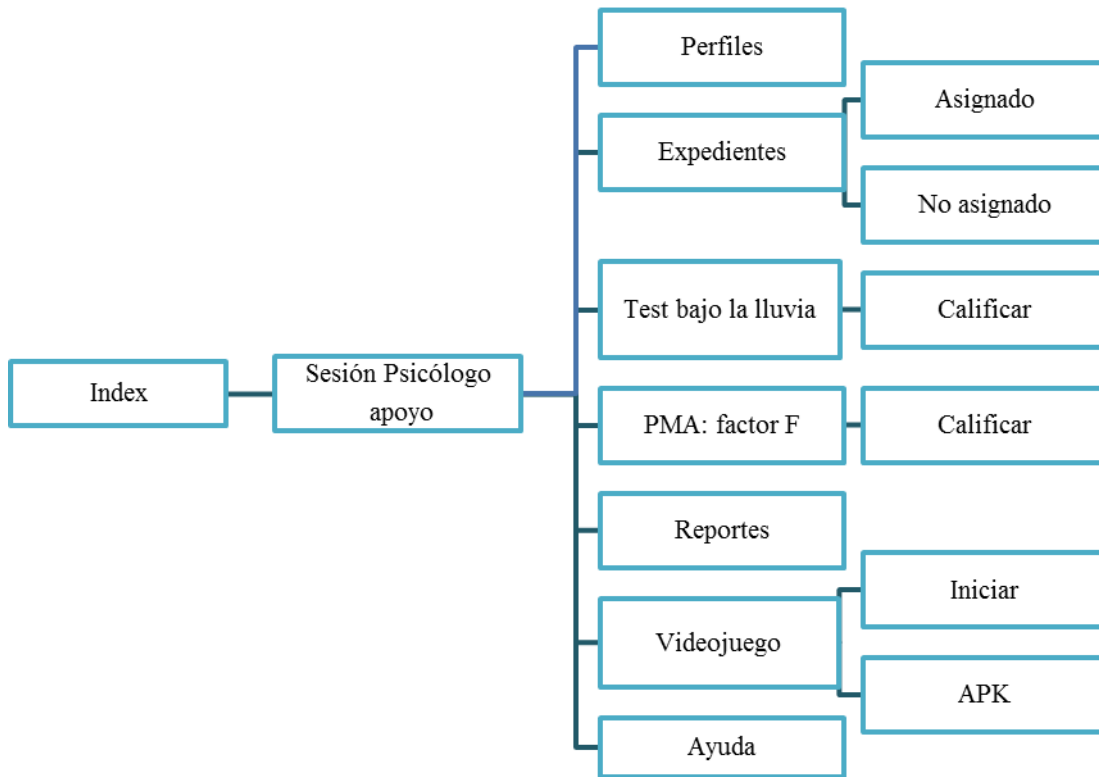 Perfiles
Asignado
Expedientes
No asignado
Test bajo la lluvia
Calificar
Index
Sesión Psicólogo
apoyo
PMA: factor F
Calificar
Reportes
Iniciar
Videojuego
APK
Ayuda